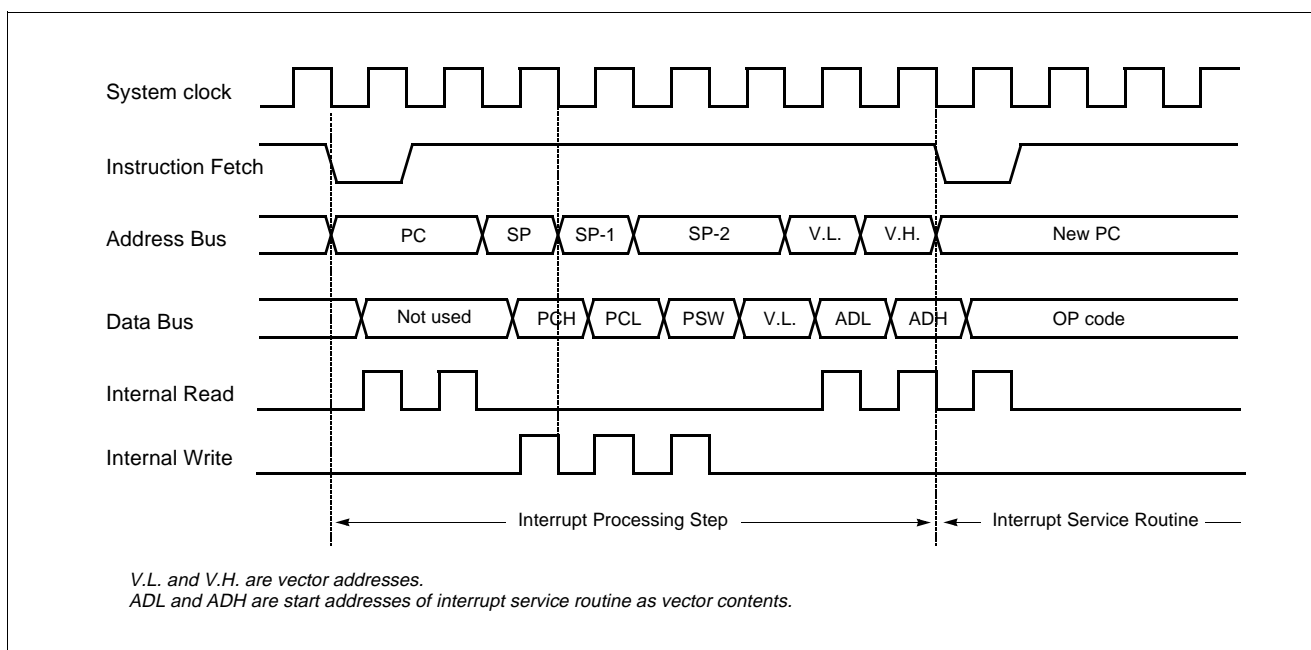 System clock
Instruction Fetch
Address Bus PC SP SP-1 SP-2 V.L. V.H. New PC
Data Bus Not used PCH PCL PSW V.L. ADL ADH OP code
Internal Read
Internal Write
Interrupt Processing Step Interrupt Service Routine
V.L. and V.H. are vector addresses.
ADL and ADH are start addresses of interrupt service routine as vector contents.